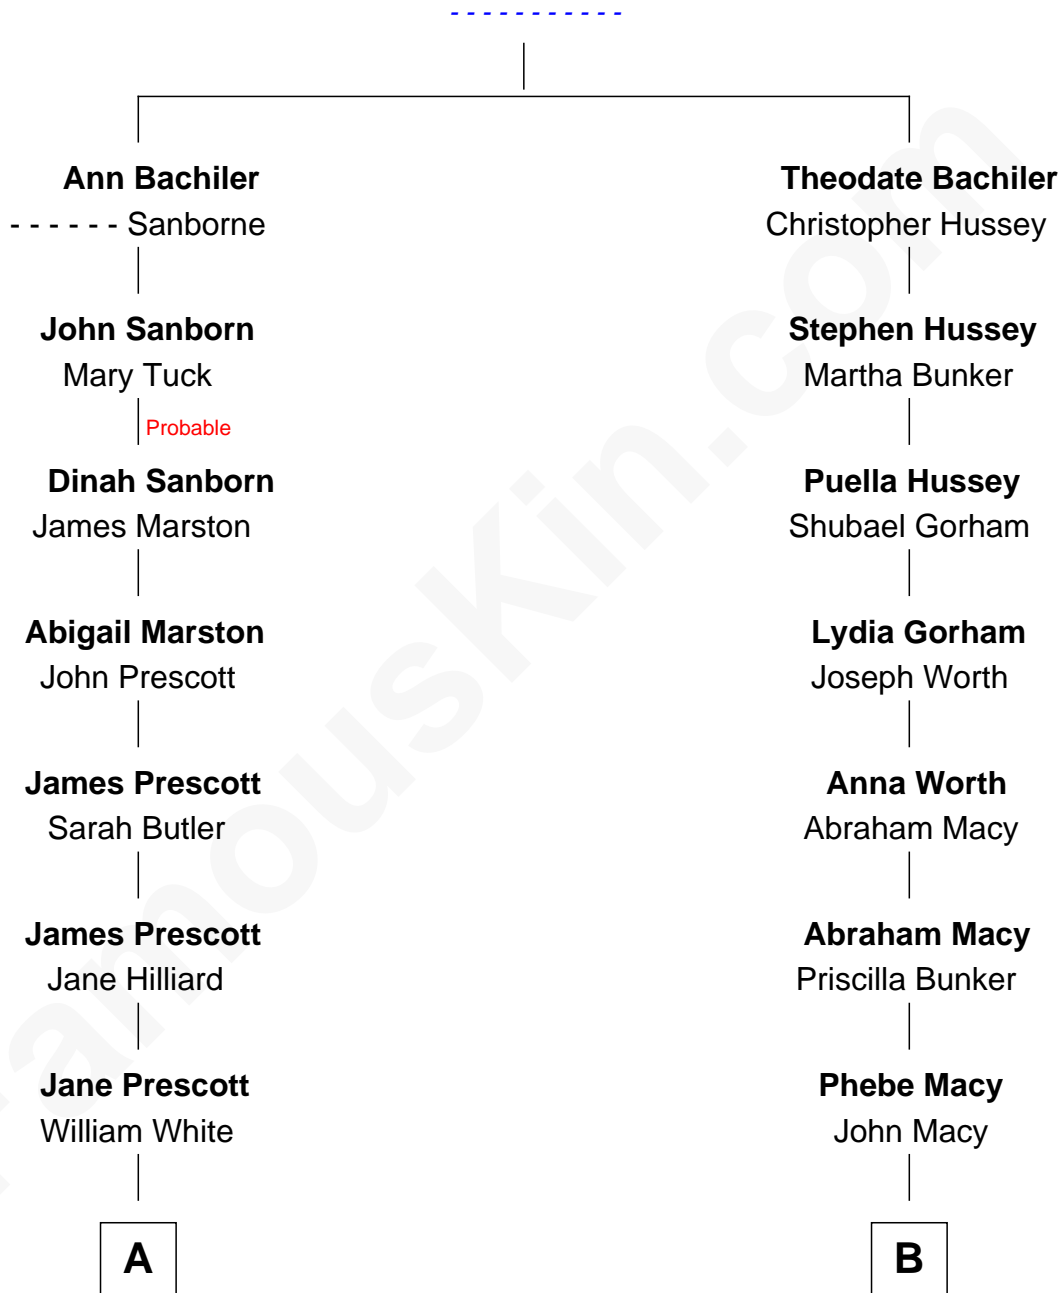 - - - - - - - - - - -
Ann Bachiler
- - - - - - Sanborne
John Sanborn
Mary Tuck
Probable
Dinah Sanborn
James Marston
Abigail Marston
John Prescott
James Prescott
Sarah Butler
James Prescott
Jane Hilliard
Jane Prescott
William White
A
Theodate Bachiler
Christopher Hussey
Stephen Hussey
Martha Bunker
Puella Hussey
Shubael Gorham
Lydia Gorham
Joseph Worth
Anna Worth
Abraham Macy
Abraham Macy
Priscilla Bunker
Phebe Macy
John Macy
B
FamousKin.com